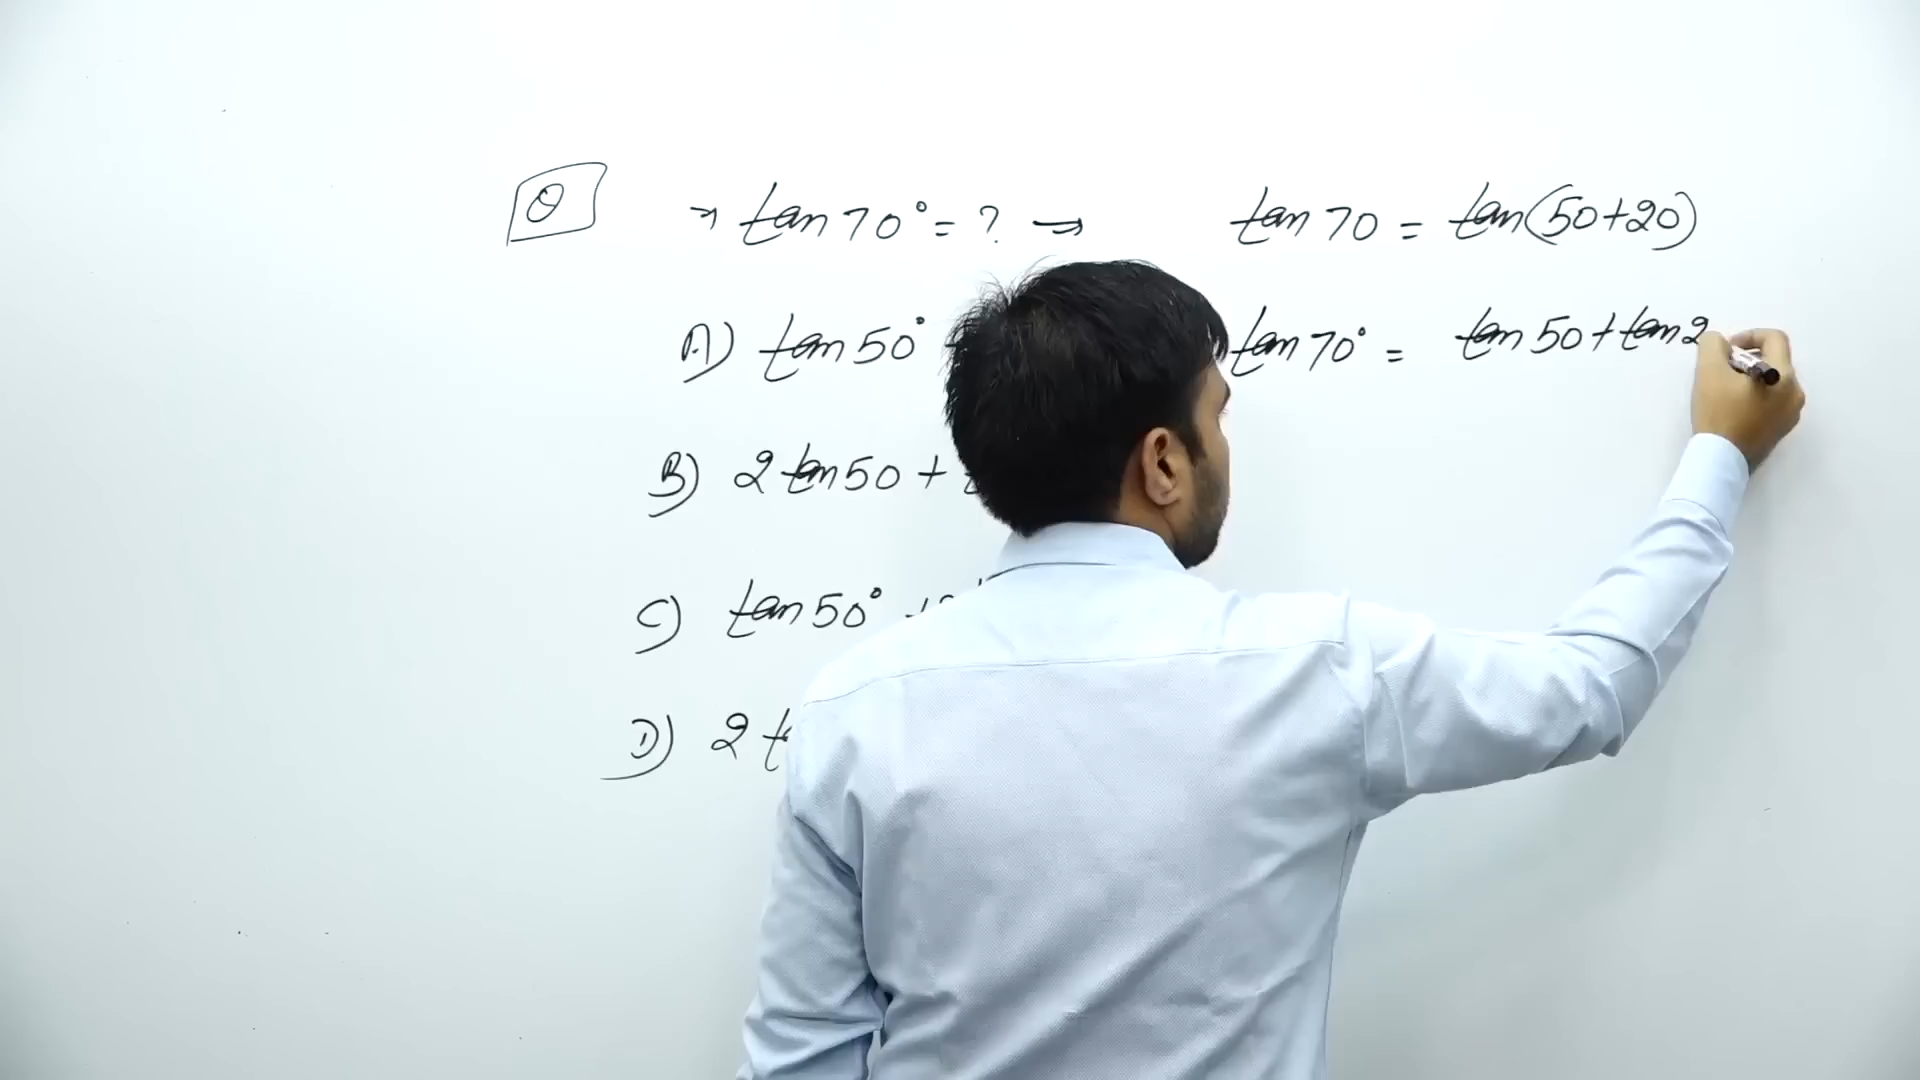 Q → tan 70° = ? → tan 70 = tan(50+20)
A) tan 50° tan 70° = tan 50 + tan 2
B) 2 tan 50 +
C) tan 50° +
D) 2